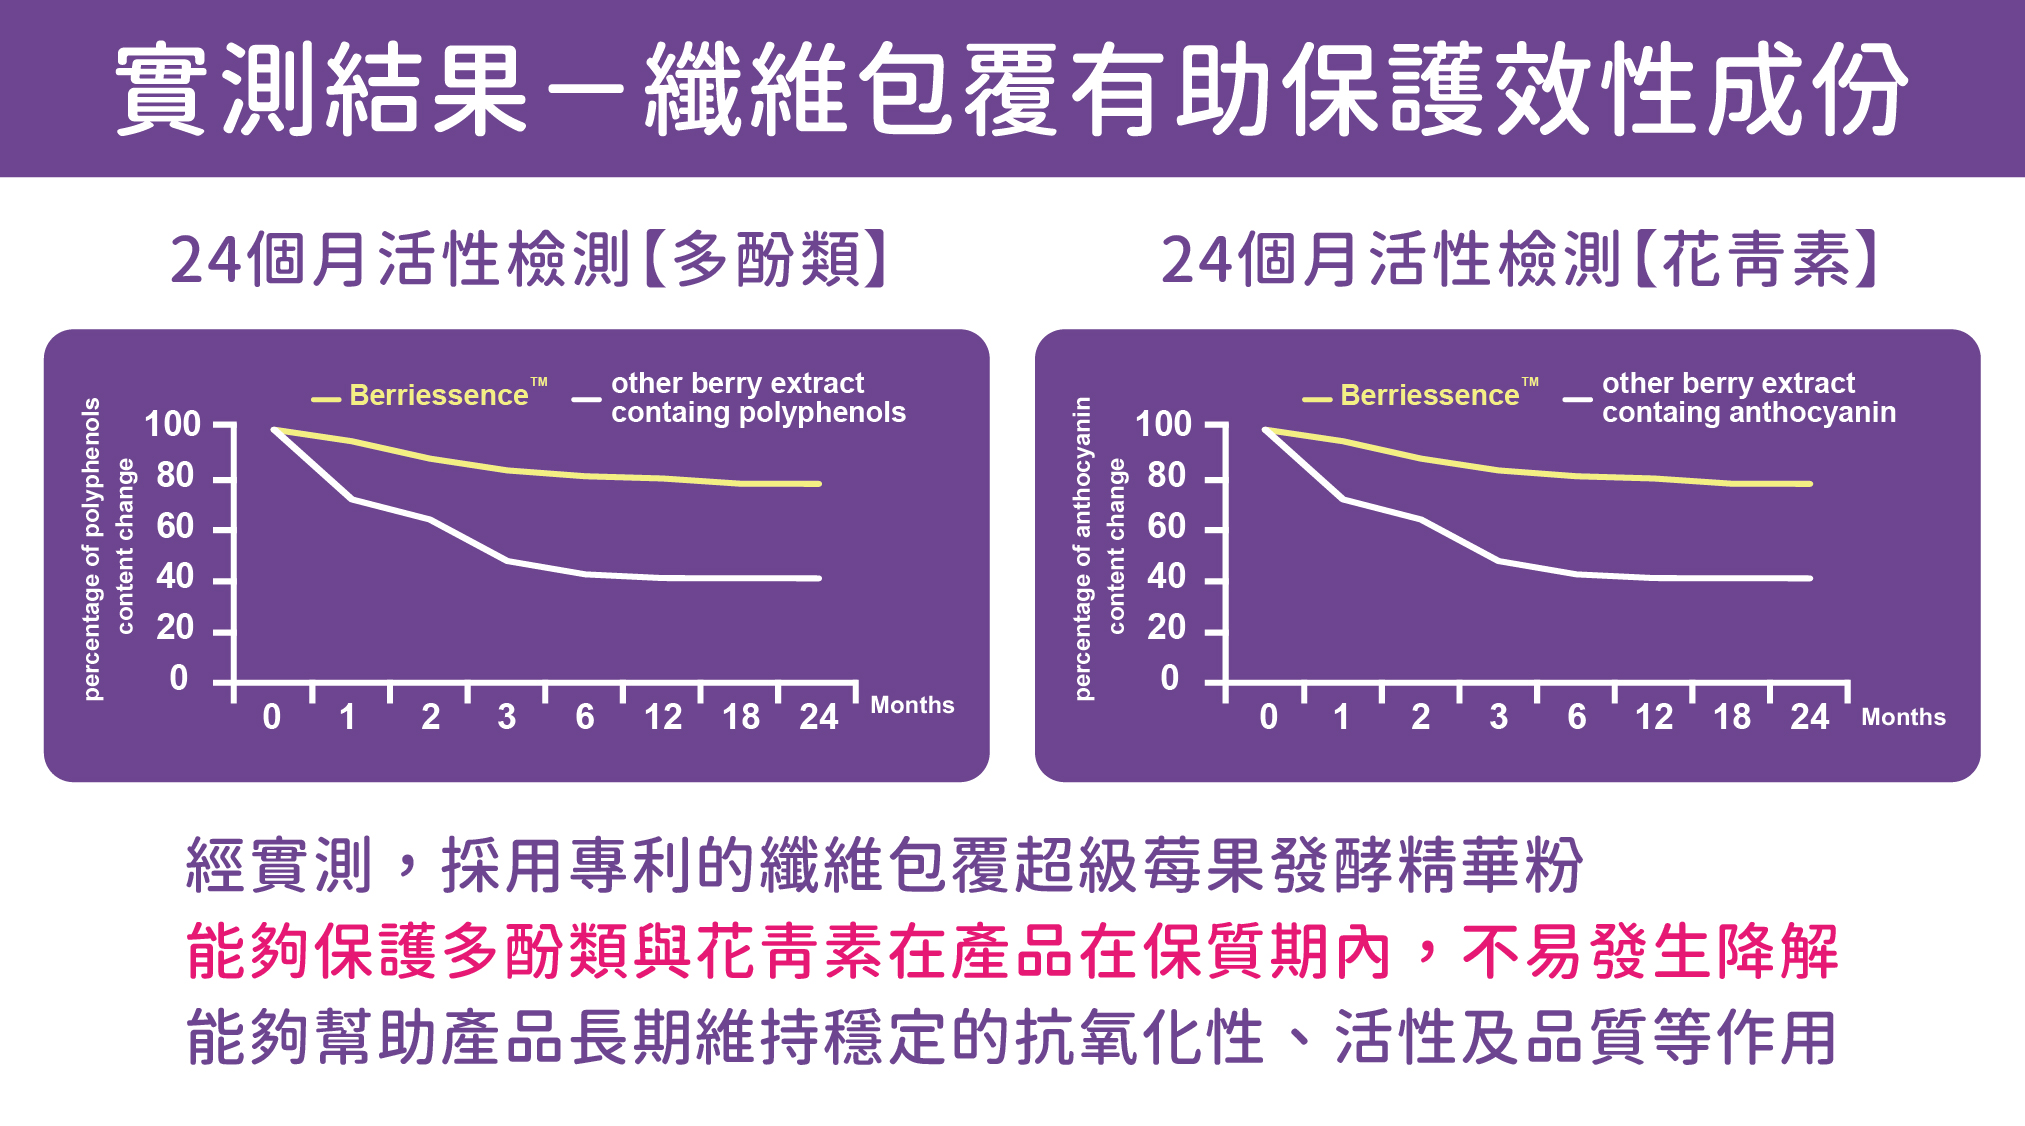 實測結果－纖維包覆有助保護效性成份
24個月活性檢測【多酚類】
percentage of polyphenols
content change
Berriessence™
other berry extract
containg polyphenols
100
80
60
40
20
0
0 1 2 3 6 12 18 24 Months
24個月活性檢測【花青素】
percentage of anthocyanin
content change
Berriessence™
other berry extract
containg anthocyanin
100
80
60
40
20
0
0 1 2 3 6 12 18 24 Months
經實測，採用專利的纖維包覆超級莓果發酵精華粉
能夠保護多酚類與花青素在產品在保質期內，不易發生降解
能夠幫助產品長期維持穩定的抗氧化性、活性及品質等作用